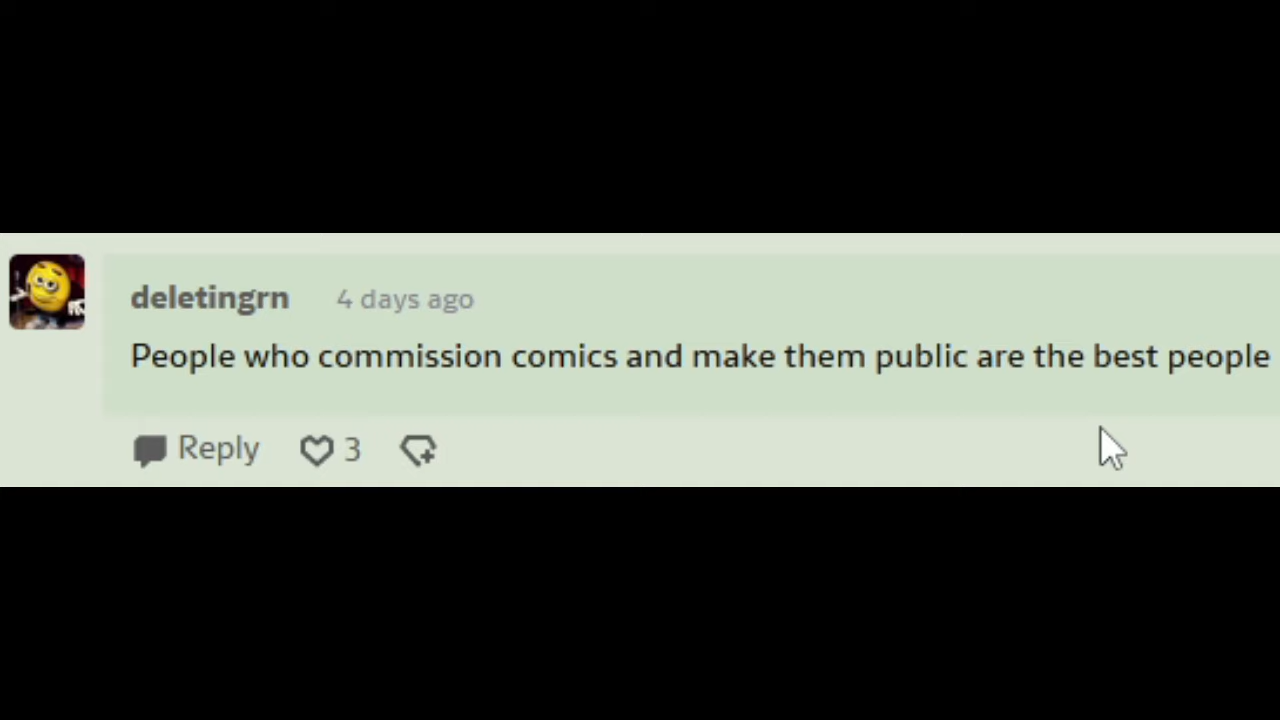 deletingrn 4 days ago
People who commission comics and make them public are the best people
Reply 3